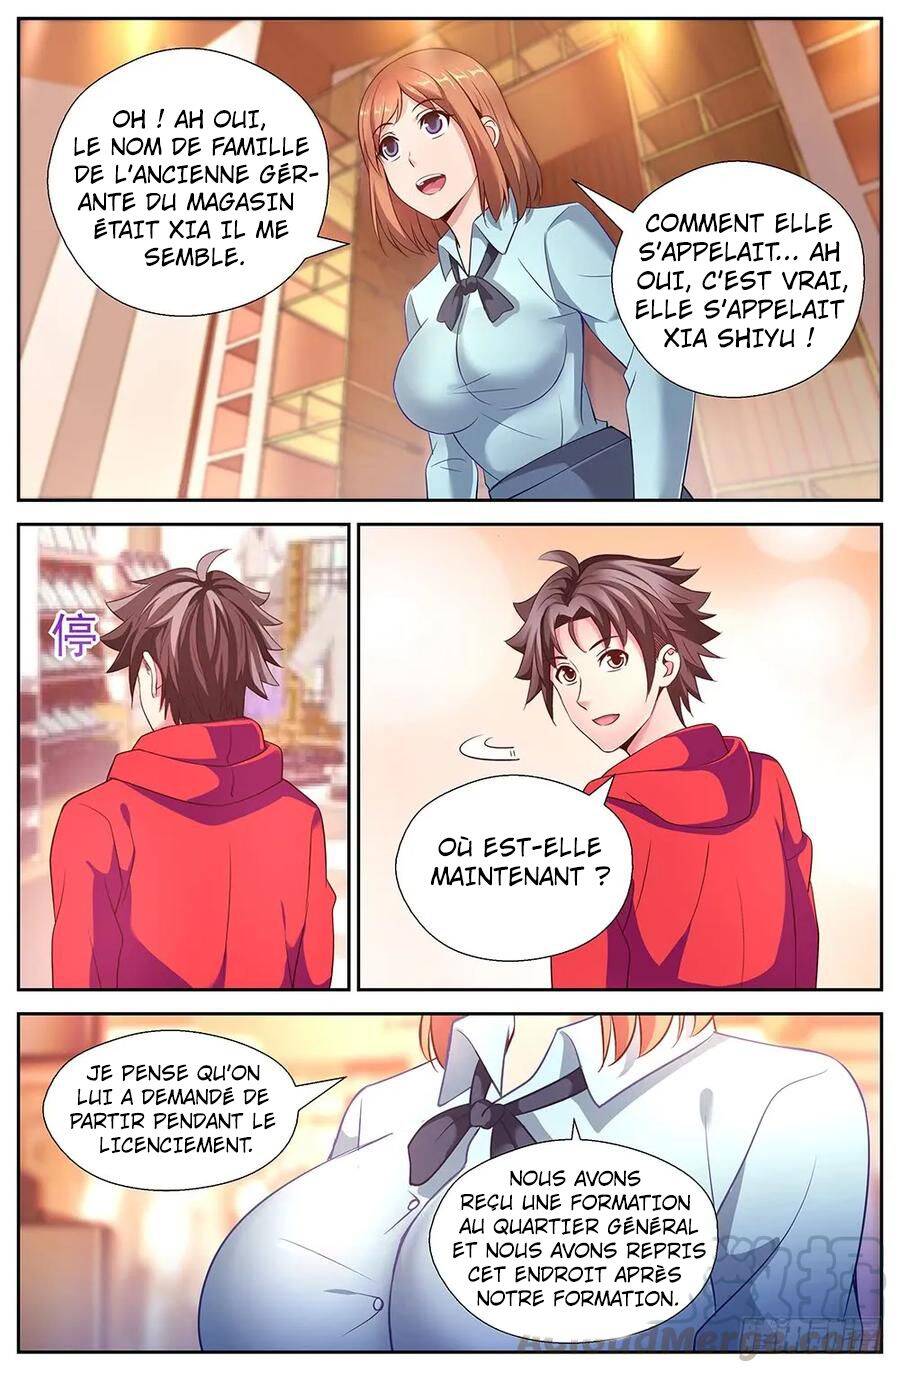 OH ! AH OUI,
LE NOM DE FAMILLE
DE L'ANCIENNE GÉR-
ANTE DU MAGASIN
ÉTAIT XIA IL ME
SEMBLE.
COMMENT ELLE
S'APPELAIT... AH
OUI, C'EST VRAI,
ELLE S'APPELAIT
XIA SHIYU !
停
OÙ EST-ELLE
MAINTENANT ?
JE PENSE QU'ON
LUI A DEMANDÉ DE
PARTIR PENDANT LE
LICENCIEMENT.
NOUS AVONS
REÇU UNE FORMATION
AU QUARTIER GÉNÉRAL
ET NOUS AVONS REPRIS
CET ENDROIT APRÈS
NOTRE FORMATION.